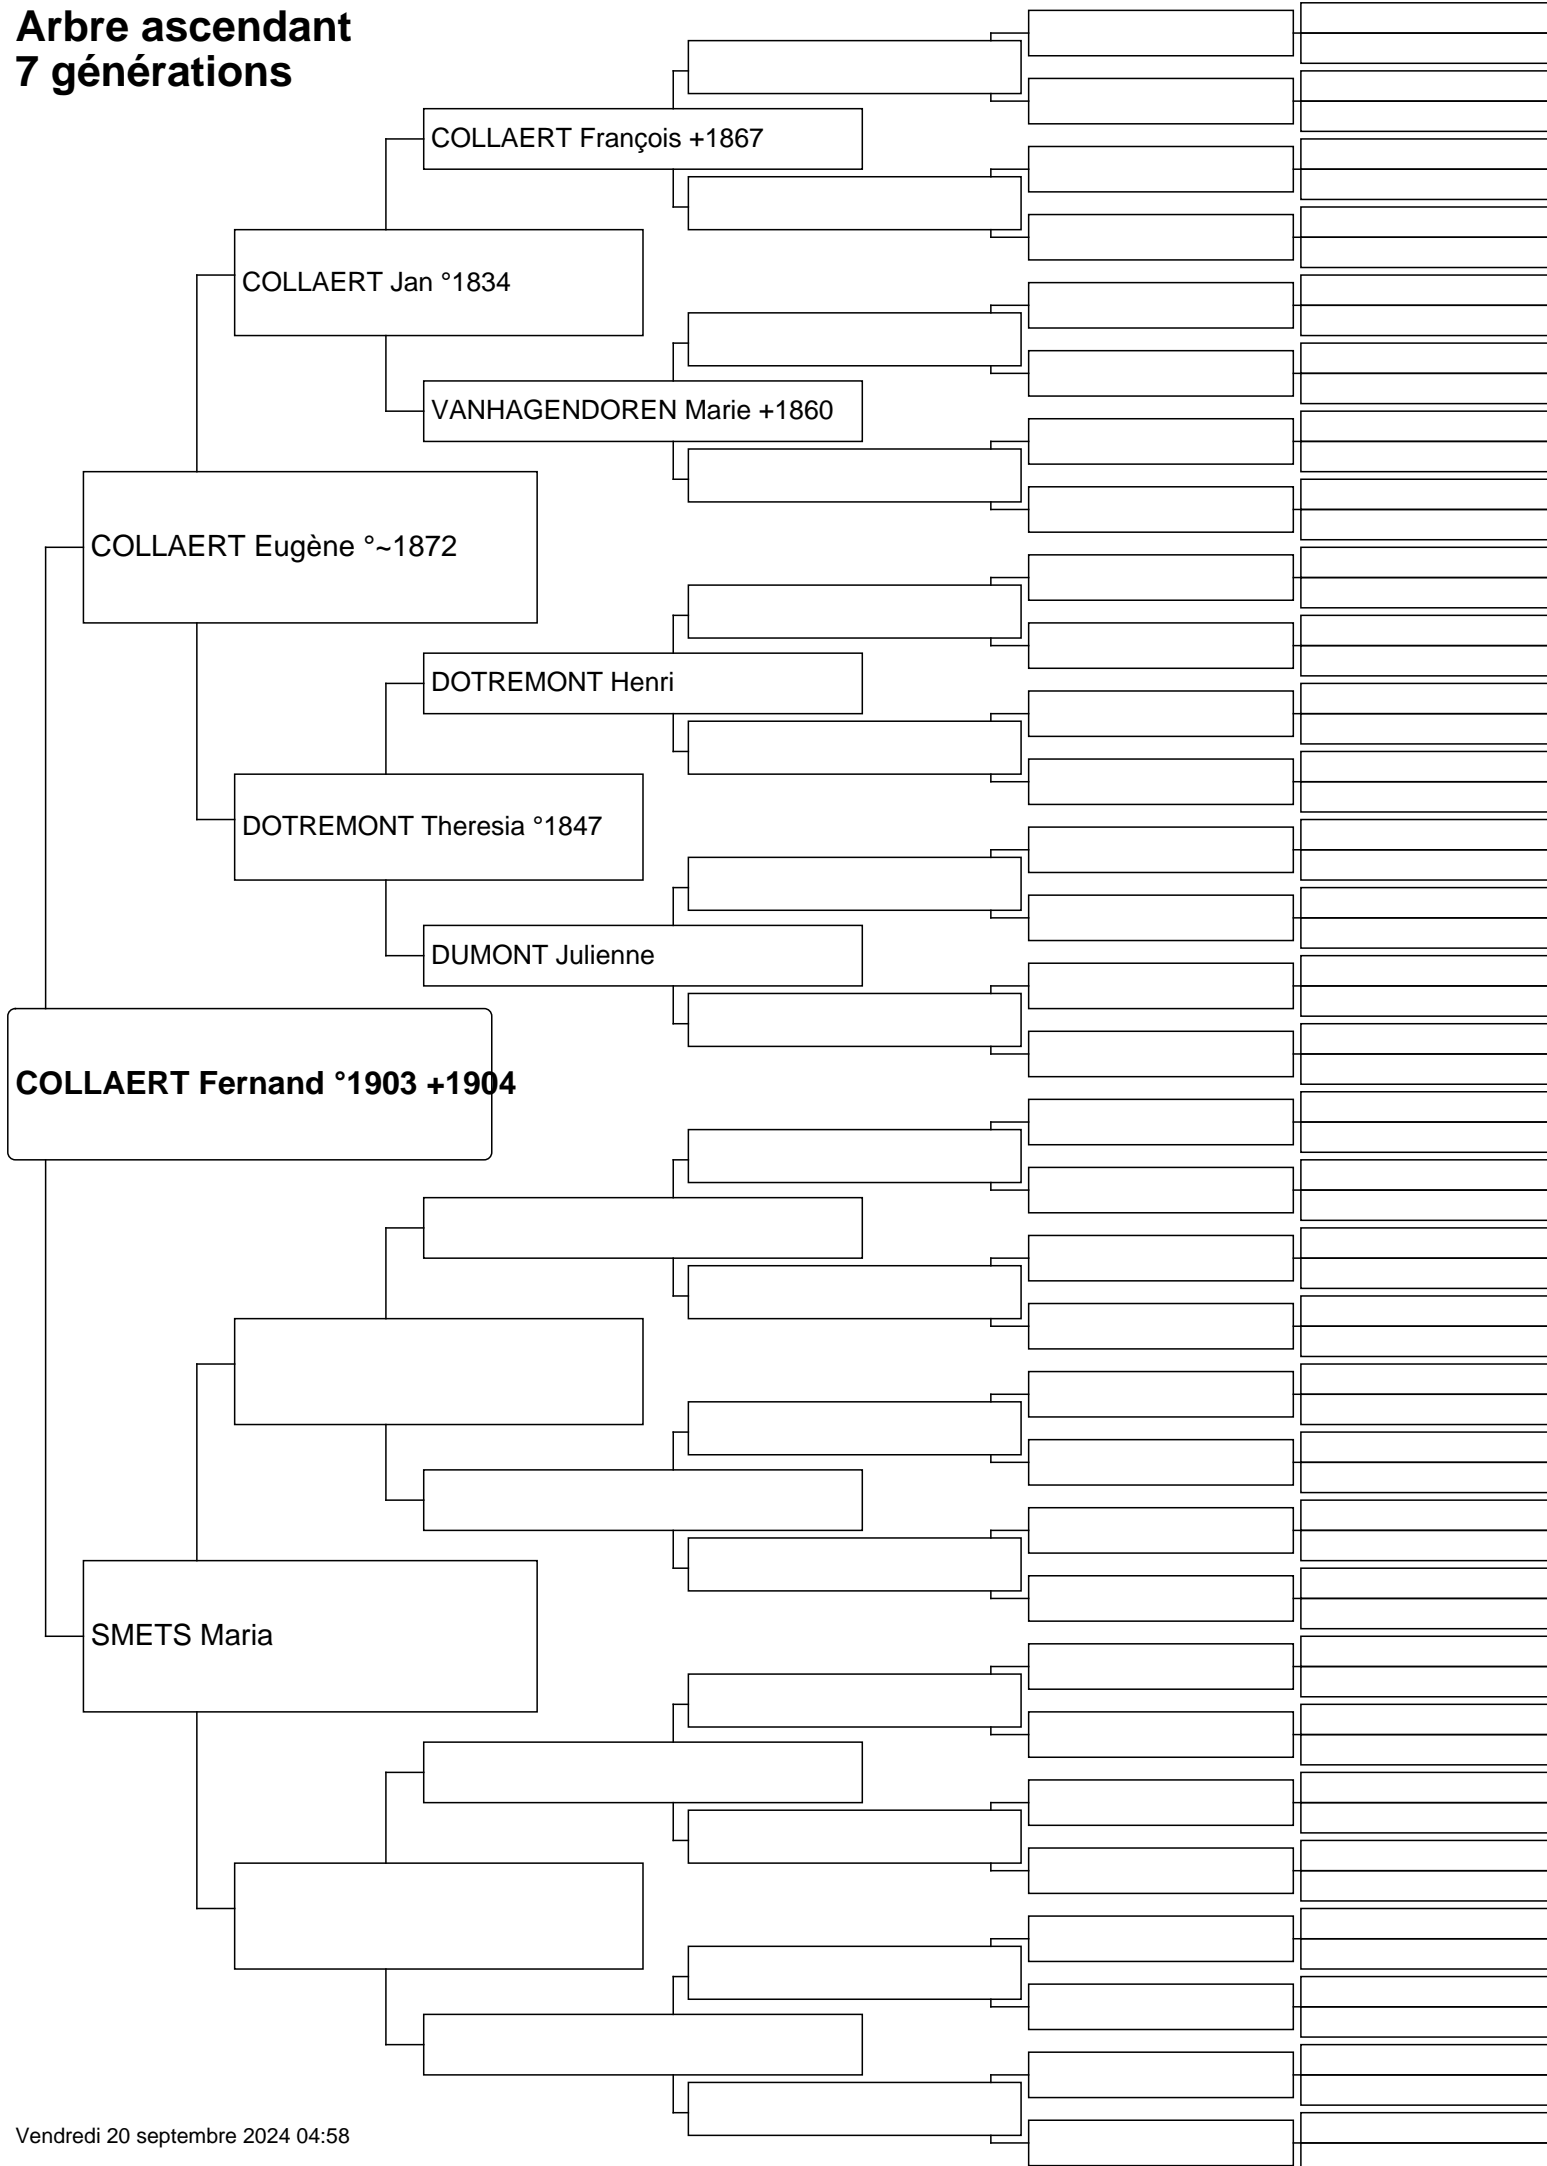 Arbre ascendant
7 générations
COLLAERT François +1867
COLLAERT Jan °1834
VANHAGENDOREN Marie +1860
COLLAERT Eugène °~1872
DOTREMONT Henri
DOTREMONT Theresia °1847
DUMONT Julienne
COLLAERT Fernand °1903 +1904
SMETS Maria
Vendredi 20 septembre 2024 04:58